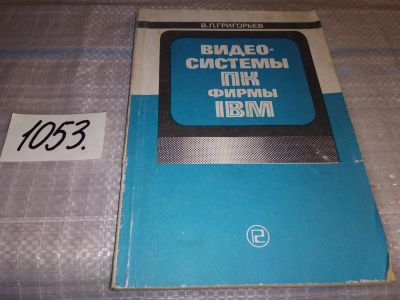 В.Л.ГРИГОРЬЕВ
ВИДЕО-
СИСТЕМЫ
ПК
ФИРМЫ
IBM
1053.